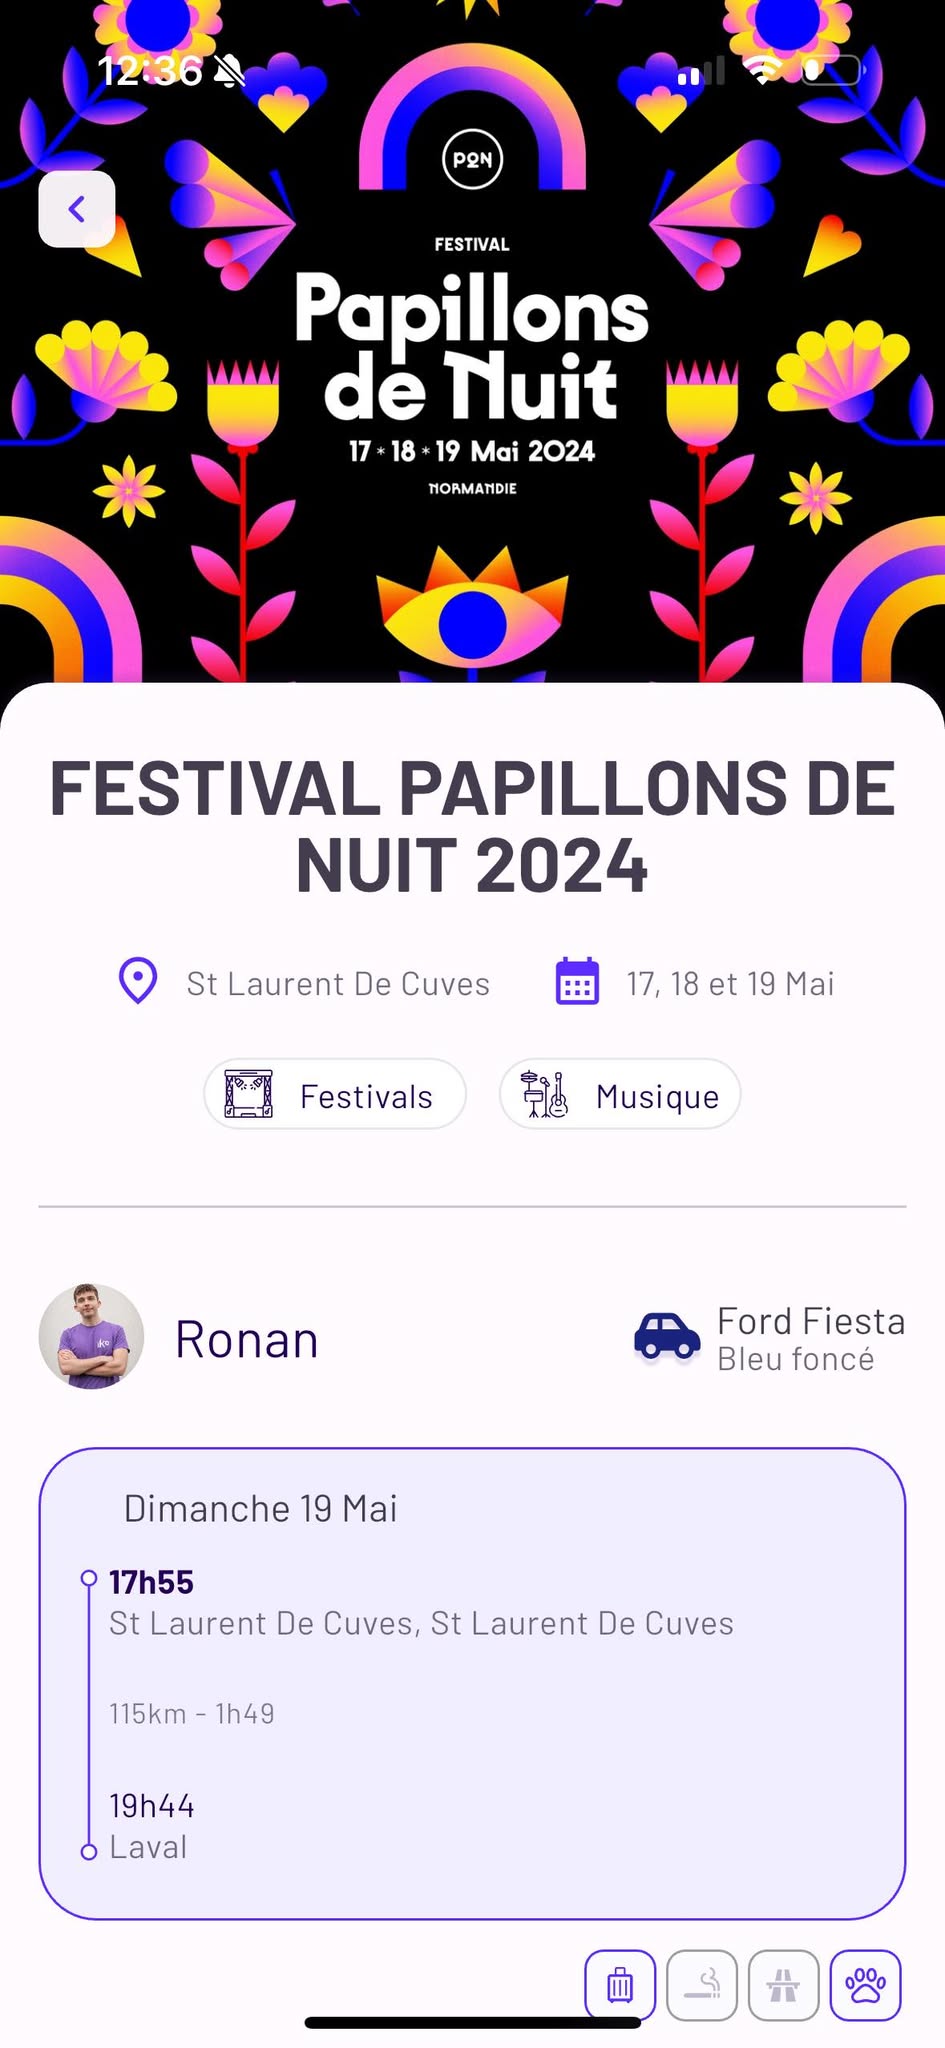 12:36
PON
FESTIVAL
Papillons
de Nuit
17 * 18 * 19 Mai 2024
NORMANDIE
FESTIVAL PAPILLONS DE
NUIT 2024
St Laurent De Cuves
17, 18 et 19 Mai
Festivals
Musique
Ronan
Ford Fiesta
Bleu foncé
Dimanche 19 Mai
17h55
St Laurent De Cuves, St Laurent De Cuves
115km - 1h49
19h44
Laval